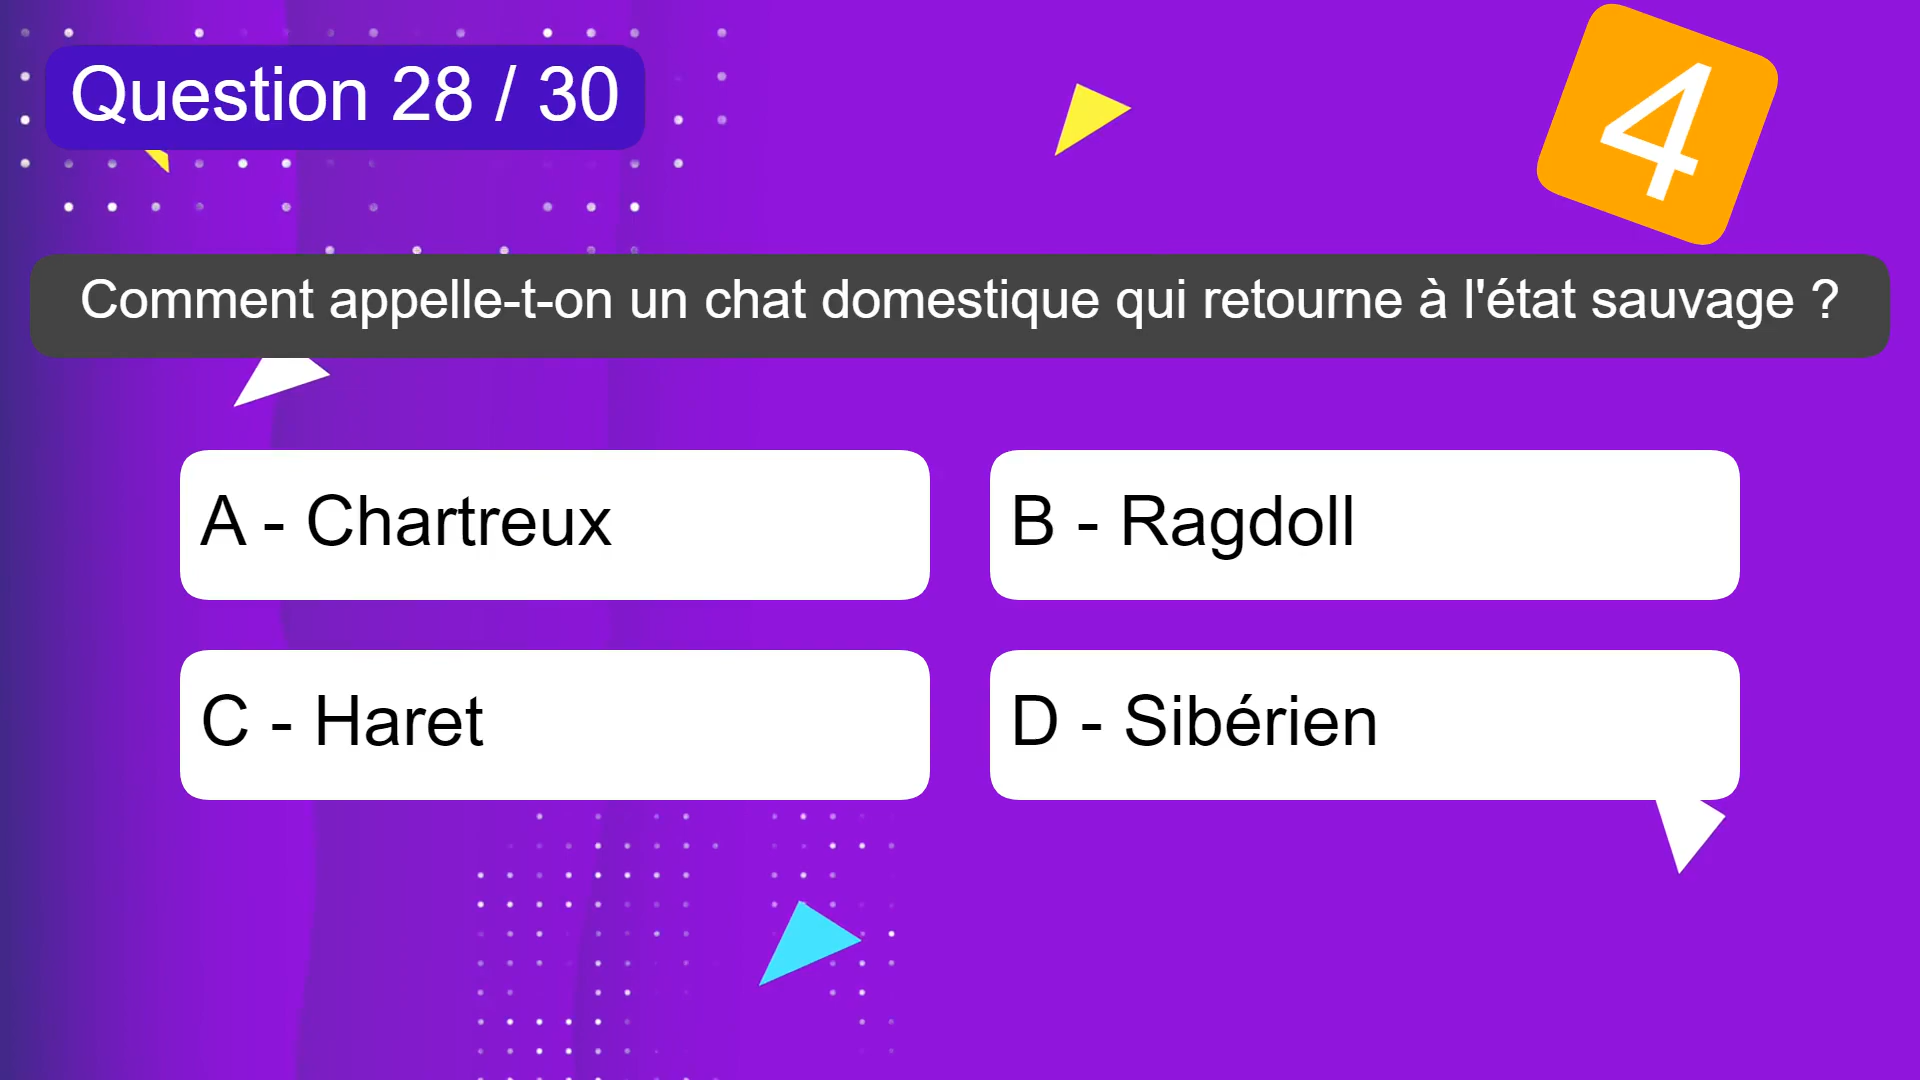 Question 28 / 30
4
Comment appelle-t-on un chat domestique qui retourne à l'état sauvage ?
A - Chartreux
B - Ragdoll
C - Haret
D - Sibérien